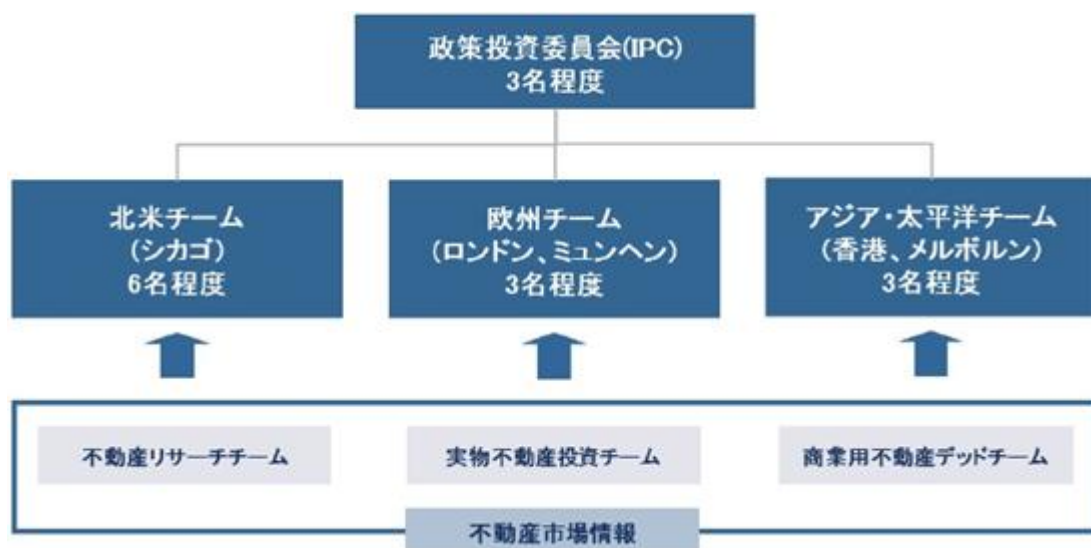 政策投資委員会(IPC)
3名程度
北米チーム
(シカゴ)
6名程度
欧州チーム
(ロンドン、ミュンヘン)
3名程度
アジア・太平洋チーム
(香港、メルボルン)
3名程度
不動産リサーチチーム
実物不動産投資チーム
商業用不動産デッドチーム
不動産市場情報